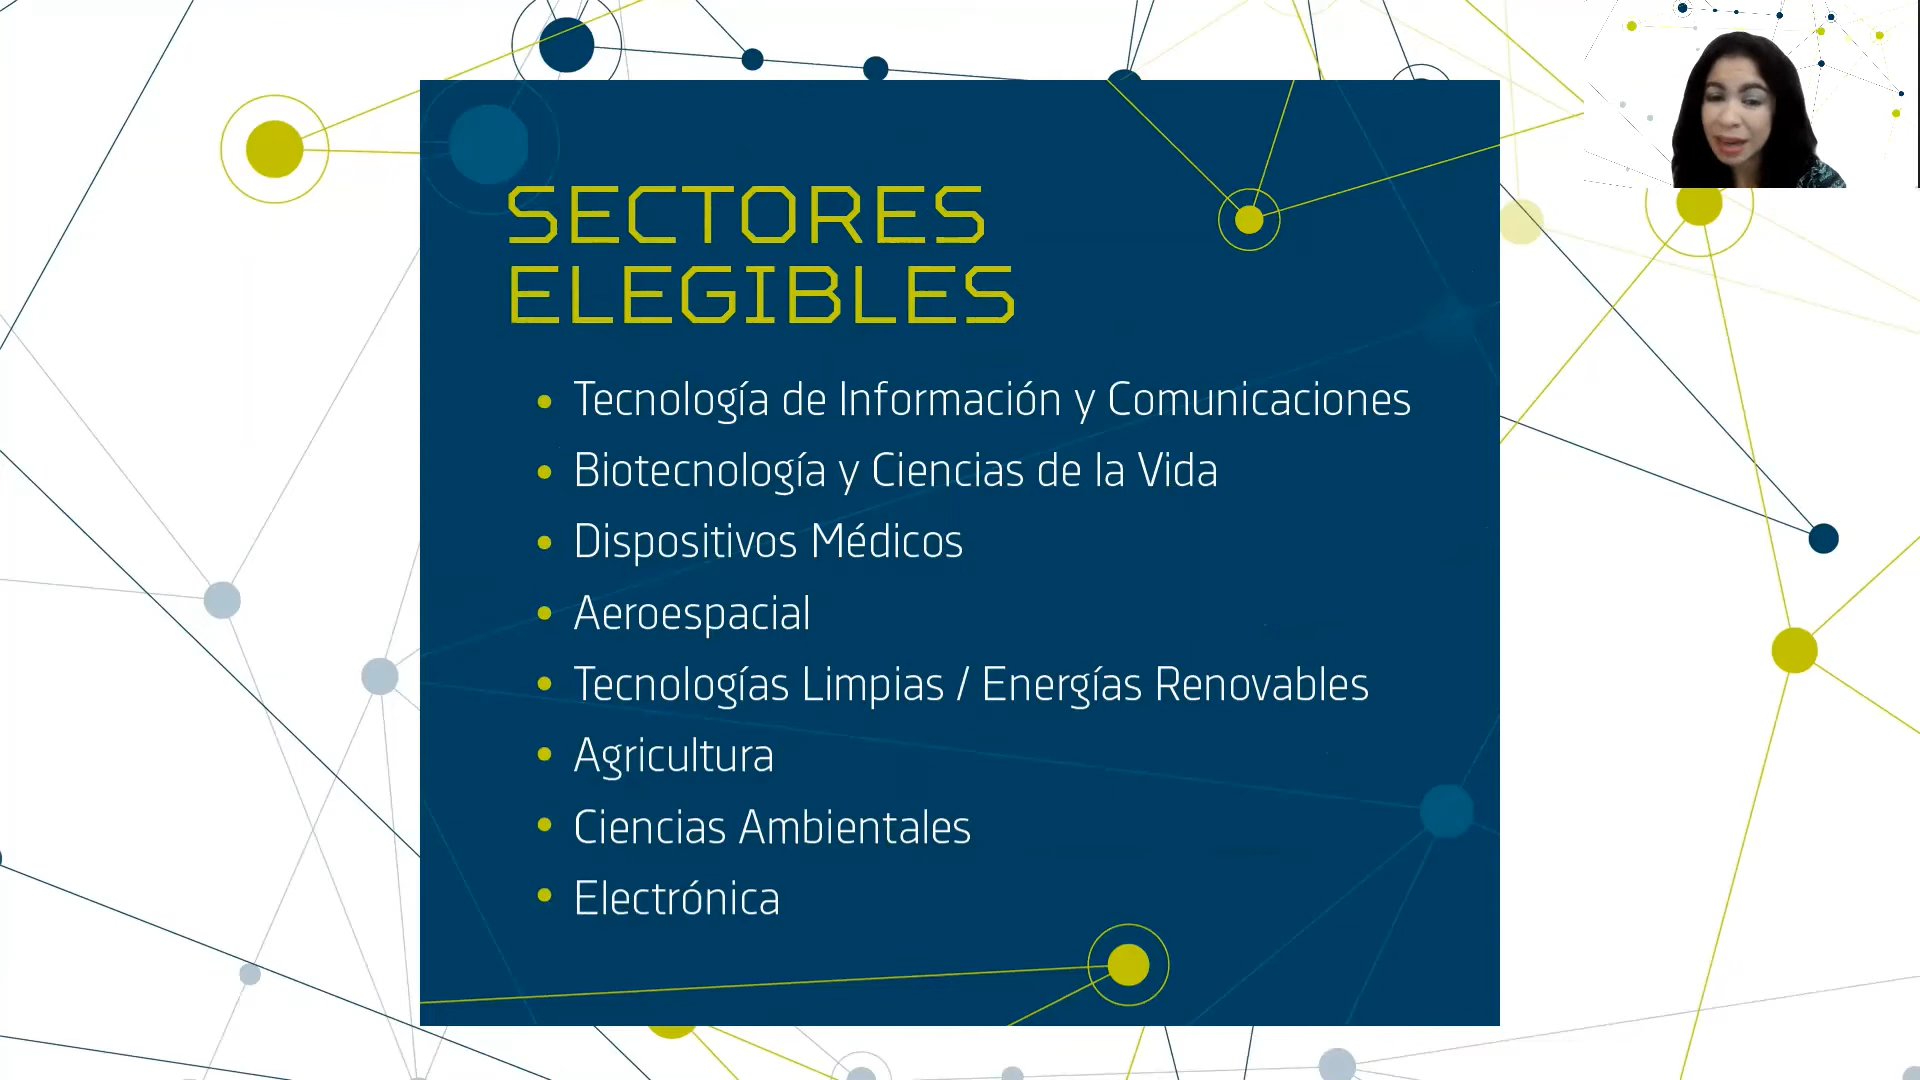 SECTORES
ELEGIBLES
• Tecnología de Información y Comunicaciones
• Biotecnología y Ciencias de la Vida
• Dispositivos Médicos
• Aeroespacial
• Tecnologías Limpias / Energías Renovables
• Agricultura
• Ciencias Ambientales
• Electrónica